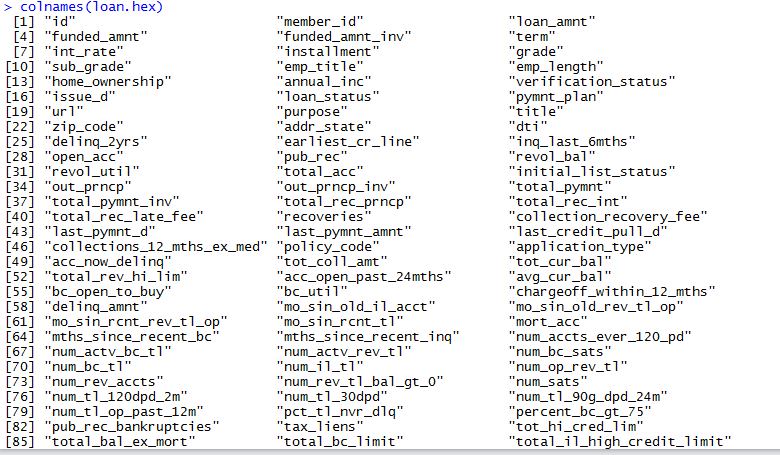 > colnames(loan.hex)
[1] "id" "member_id" "loan_amnt"
[4] "funded_amnt" "funded_amnt_inv" "term"
[7] "int_rate" "installment" "grade"
[10] "sub_grade" "emp_title" "emp_length"
[13] "home_ownership" "annual_inc" "verification_status"
[16] "issue_d" "loan_status" "pymnt_plan"
[19] "url" "purpose" "title"
[22] "zip_code" "addr_state" "dti"
[25] "delinq_2yrs" "earliest_cr_line" "inq_last_6mths"
[28] "open_acc" "pub_rec" "revol_bal"
[31] "revol_util" "total_acc" "initial_list_status"
[34] "out_prncp" "out_prncp_inv" "total_pymnt"
[37] "total_pymnt_inv" "total_rec_prncp" "total_rec_int"
[40] "total_rec_late_fee" "recoveries" "collection_recovery_fee"
[43] "last_pymnt_d" "last_pymnt_amnt" "last_credit_pull_d"
[46] "collections_12_mths_ex_med" "policy_code" "application_type"
[49] "acc_now_delinq" "tot_coll_amt" "tot_cur_bal"
[52] "total_rev_hi_lim" "acc_open_past_24mths" "avg_cur_bal"
[55] "bc_open_to_buy" "bc_util" "chargeoff_within_12_mths"
[58] "delinq_amnt" "mo_sin_old_il_acct" "mo_sin_old_rev_tl_op"
[61] "mo_sin_rcnt_rev_tl_op" "mo_sin_rcnt_tl" "mort_acc"
[64] "mths_since_recent_bc" "mths_since_recent_inq" "num_accts_ever_120_pd"
[67] "num_actv_bc_tl" "num_actv_rev_tl" "num_bc_sats"
[70] "num_bc_tl" "num_il_tl" "num_op_rev_tl"
[73] "num_rev_accts" "num_rev_tl_bal_gt_0" "num_sats"
[76] "num_tl_120dpd_2m" "num_tl_30dpd" "num_tl_90g_dpd_24m"
[79] "num_tl_op_past_12m" "pct_tl_nvr_dlq" "percent_bc_gt_75"
[82] "pub_rec_bankruptcies" "tax_liens" "tot_hi_cred_lim"
[85] "total_bal_ex_mort" "total_bc_limit" "total_il_high_credit_limit"